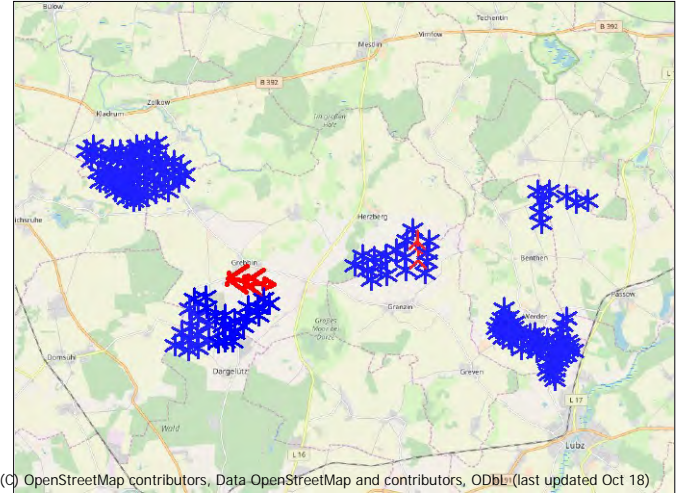 Bülow
Techentin
B 392
Vimfow
Mestlin
L
B 392
Zolkow
Kladrum
Herzberg
Grebbin
Benthen
Passow
Granzin
Werder
Domsühl
Dargelütz
Greven
L 17
Wald
Lübz
L 16
(C) OpenStreetMap contributors, Data OpenStreetMap and contributors, ODbL (last updated Oct 18)